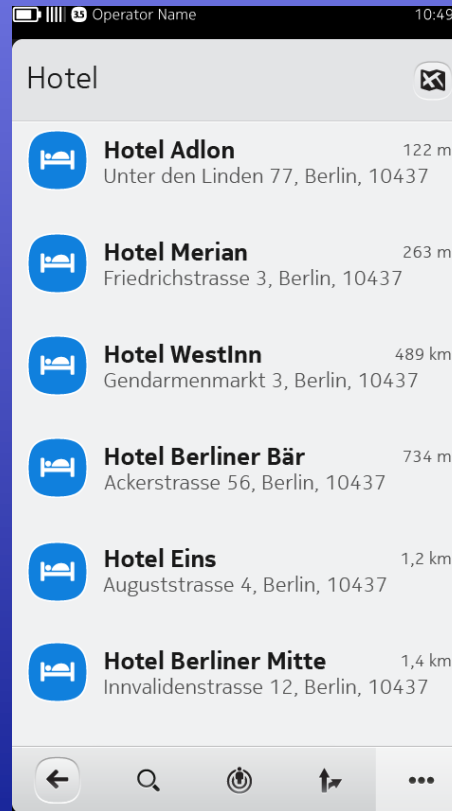 35 Operator Name 10:49
Hotel
Hotel Adlon 122 m
Unter den Linden 77, Berlin, 10437
Hotel Merian 263 m
Friedrichstrasse 3, Berlin, 10437
Hotel WestInn 489 km
Gendarmenmarkt 3, Berlin, 10437
Hotel Berliner Bär 734 m
Ackerstrasse 56, Berlin, 10437
Hotel Eins 1,2 km
Auguststrasse 4, Berlin, 10437
Hotel Berliner Mitte 1,4 km
Innvalidenstrasse 12, Berlin, 10437